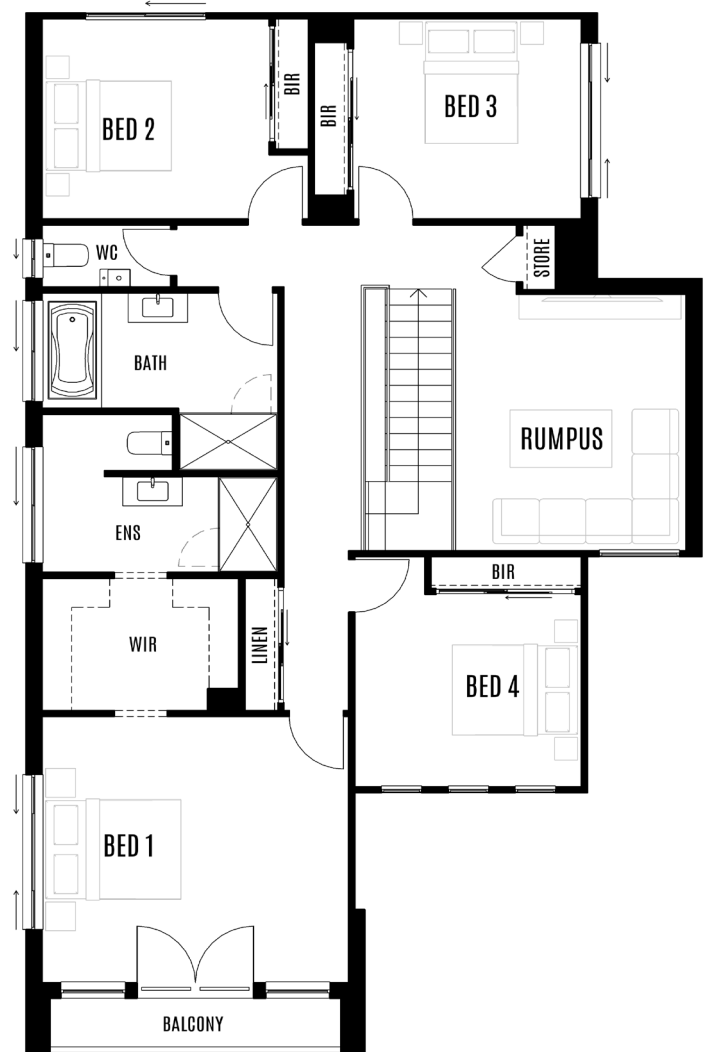 BIR
BIR
BED 2
BED 3
WC
STORE
BATH
RUMPUS
ENS
BIR
WIR
LINEN
BED 4
BED 1
BALCONY